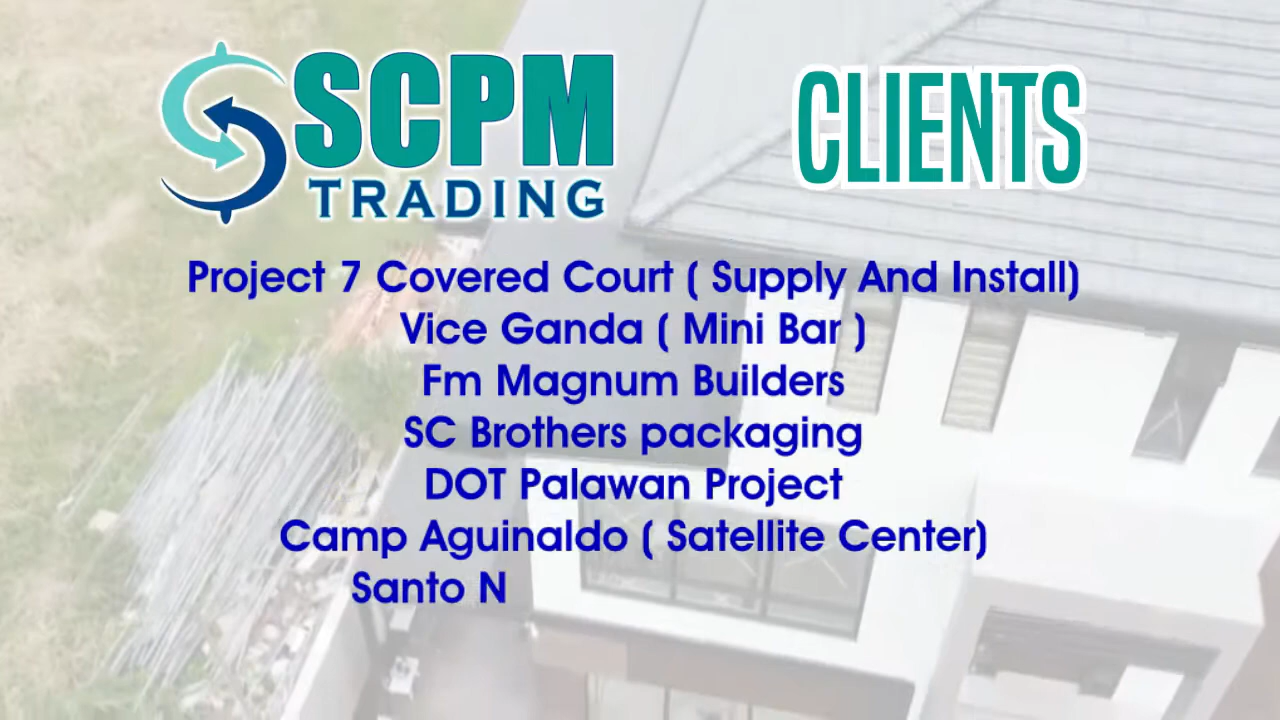 SCPM
TRADING
CLIENTS
Project 7 Covered Court ( Supply And Install)
Vice Ganda ( Mini Bar )
Fm Magnum Builders
SC Brothers packaging
DOT Palawan Project
Camp Aguinaldo ( Satellite Center)
Santo N